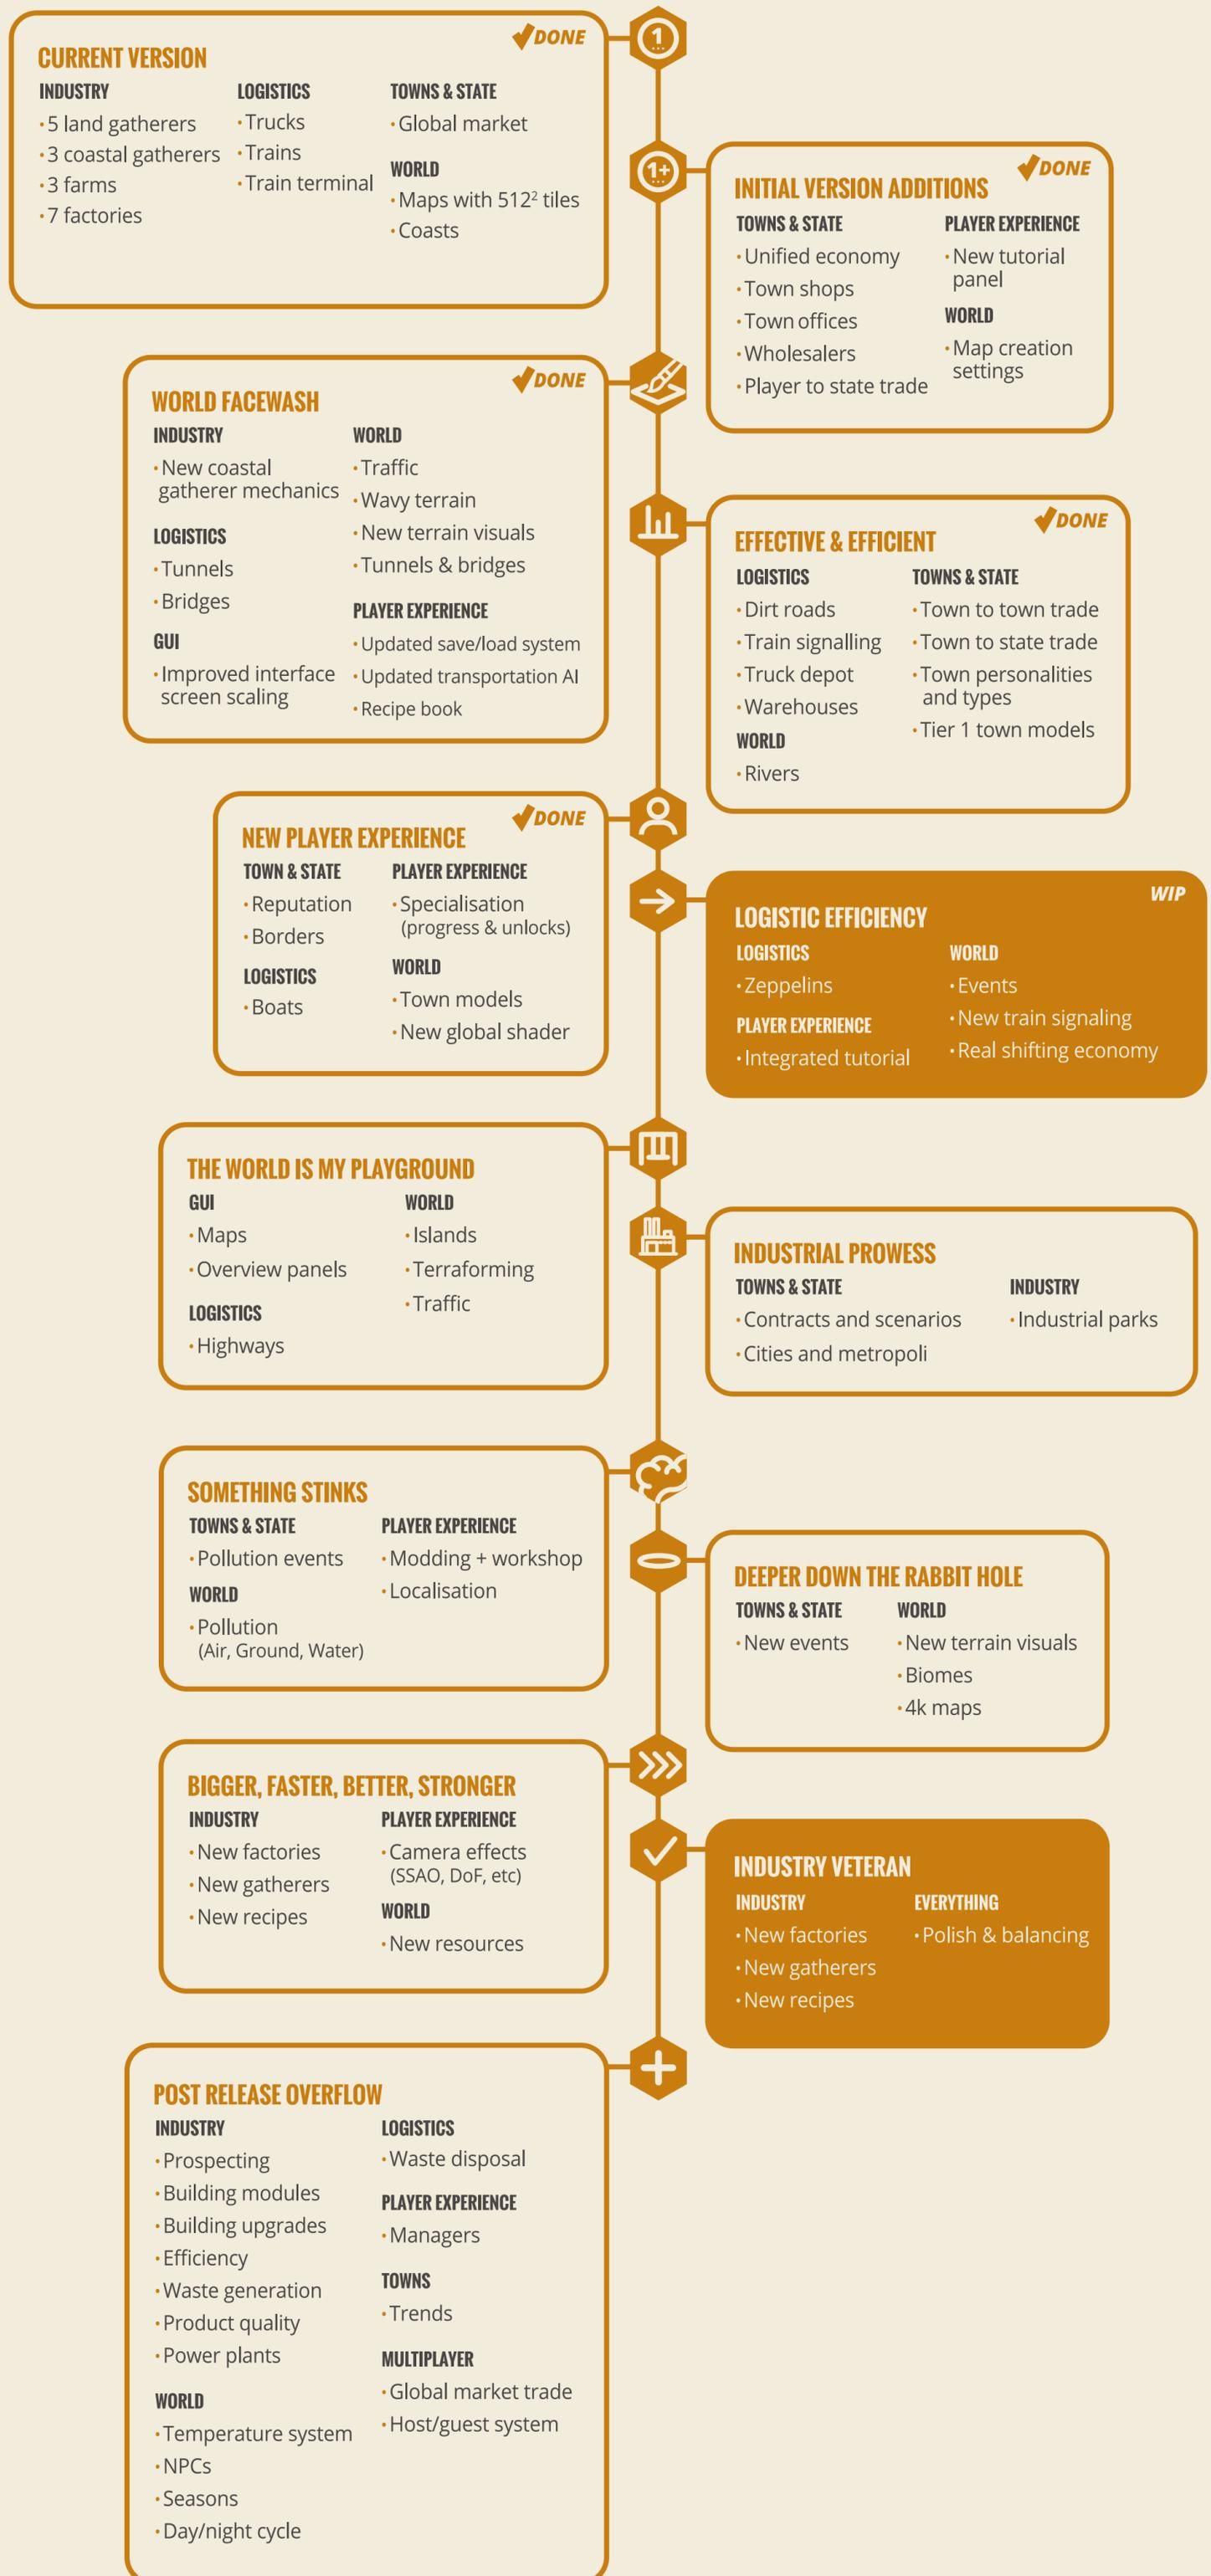 DONE
CURRENT VERSION
INDUSTRY
•5 land gatherers
•3 coastal gatherers
•3 farms
•7 factories
LOGISTICS
•Trucks
•Trains
•Train terminal
TOWNS & STATE
•Global market
WORLD
•Maps with 512² tiles
•Coasts
1
1+
DONE
INITIAL VERSION ADDITIONS
TOWNS & STATE
•Unified economy
•Town shops
•Town offices
•Wholesalers
•Player to state trade
PLAYER EXPERIENCE
•New tutorial
panel
WORLD
•Map creation
settings
DONE
WORLD FACEWASH
INDUSTRY
•New coastal
gatherer mechanics
LOGISTICS
•Tunnels
•Bridges
GUI
•Improved interface
screen scaling
WORLD
•Traffic
•Wavy terrain
•New terrain visuals
•Tunnels & bridges
PLAYER EXPERIENCE
•Updated save/load system
•Updated transportation AI
•Recipe book
DONE
EFFECTIVE & EFFICIENT
LOGISTICS
•Dirt roads
•Train signalling
•Truck depot
•Warehouses
WORLD
•Rivers
TOWNS & STATE
•Town to town trade
•Town to state trade
•Town personalities
and types
•Tier 1 town models
DONE
NEW PLAYER EXPERIENCE
TOWN & STATE
•Reputation
•Borders
LOGISTICS
•Boats
PLAYER EXPERIENCE
•Specialisation
(progress & unlocks)
WORLD
•Town models
•New global shader
WIP
LOGISTIC EFFICIENCY
LOGISTICS
•Zeppelins
PLAYER EXPERIENCE
•Integrated tutorial
WORLD
•Events
•New train signaling
•Real shifting economy
THE WORLD IS MY PLAYGROUND
GUI
•Maps
•Overview panels
LOGISTICS
•Highways
WORLD
•Islands
•Terraforming
•Traffic
INDUSTRIAL PROWESS
TOWNS & STATE
•Contracts and scenarios
•Cities and metropoli
INDUSTRY
•Industrial parks
SOMETHING STINKS
TOWNS & STATE
•Pollution events
WORLD
•Pollution
(Air, Ground, Water)
PLAYER EXPERIENCE
•Modding + workshop
•Localisation
DEEPER DOWN THE RABBIT HOLE
TOWNS & STATE
•New events
WORLD
•New terrain visuals
•Biomes
•4k maps
BIGGER, FASTER, BETTER, STRONGER
INDUSTRY
•New factories
•New gatherers
•New recipes
PLAYER EXPERIENCE
•Camera effects
(SSAO, DoF, etc)
WORLD
•New resources
INDUSTRY VETERAN
INDUSTRY
•New factories
•New gatherers
•New recipes
EVERYTHING
•Polish & balancing
POST RELEASE OVERFLOW
INDUSTRY
•Prospecting
•Building modules
•Building upgrades
•Efficiency
•Waste generation
•Product quality
•Power plants
WORLD
•Temperature system
•NPCs
•Seasons
•Day/night cycle
LOGISTICS
•Waste disposal
PLAYER EXPERIENCE
•Managers
TOWNS
•Trends
MULTIPLAYER
•Global market trade
•Host/guest system